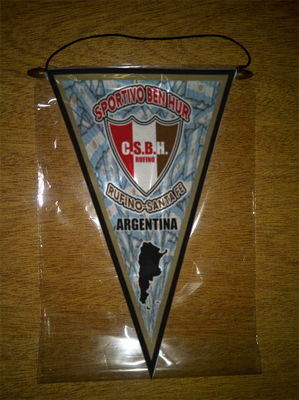 SPORTIVO BEN HUR
C.S.B.H.
RUFINO
RUFINO-SANTA FE
ARGENTINA